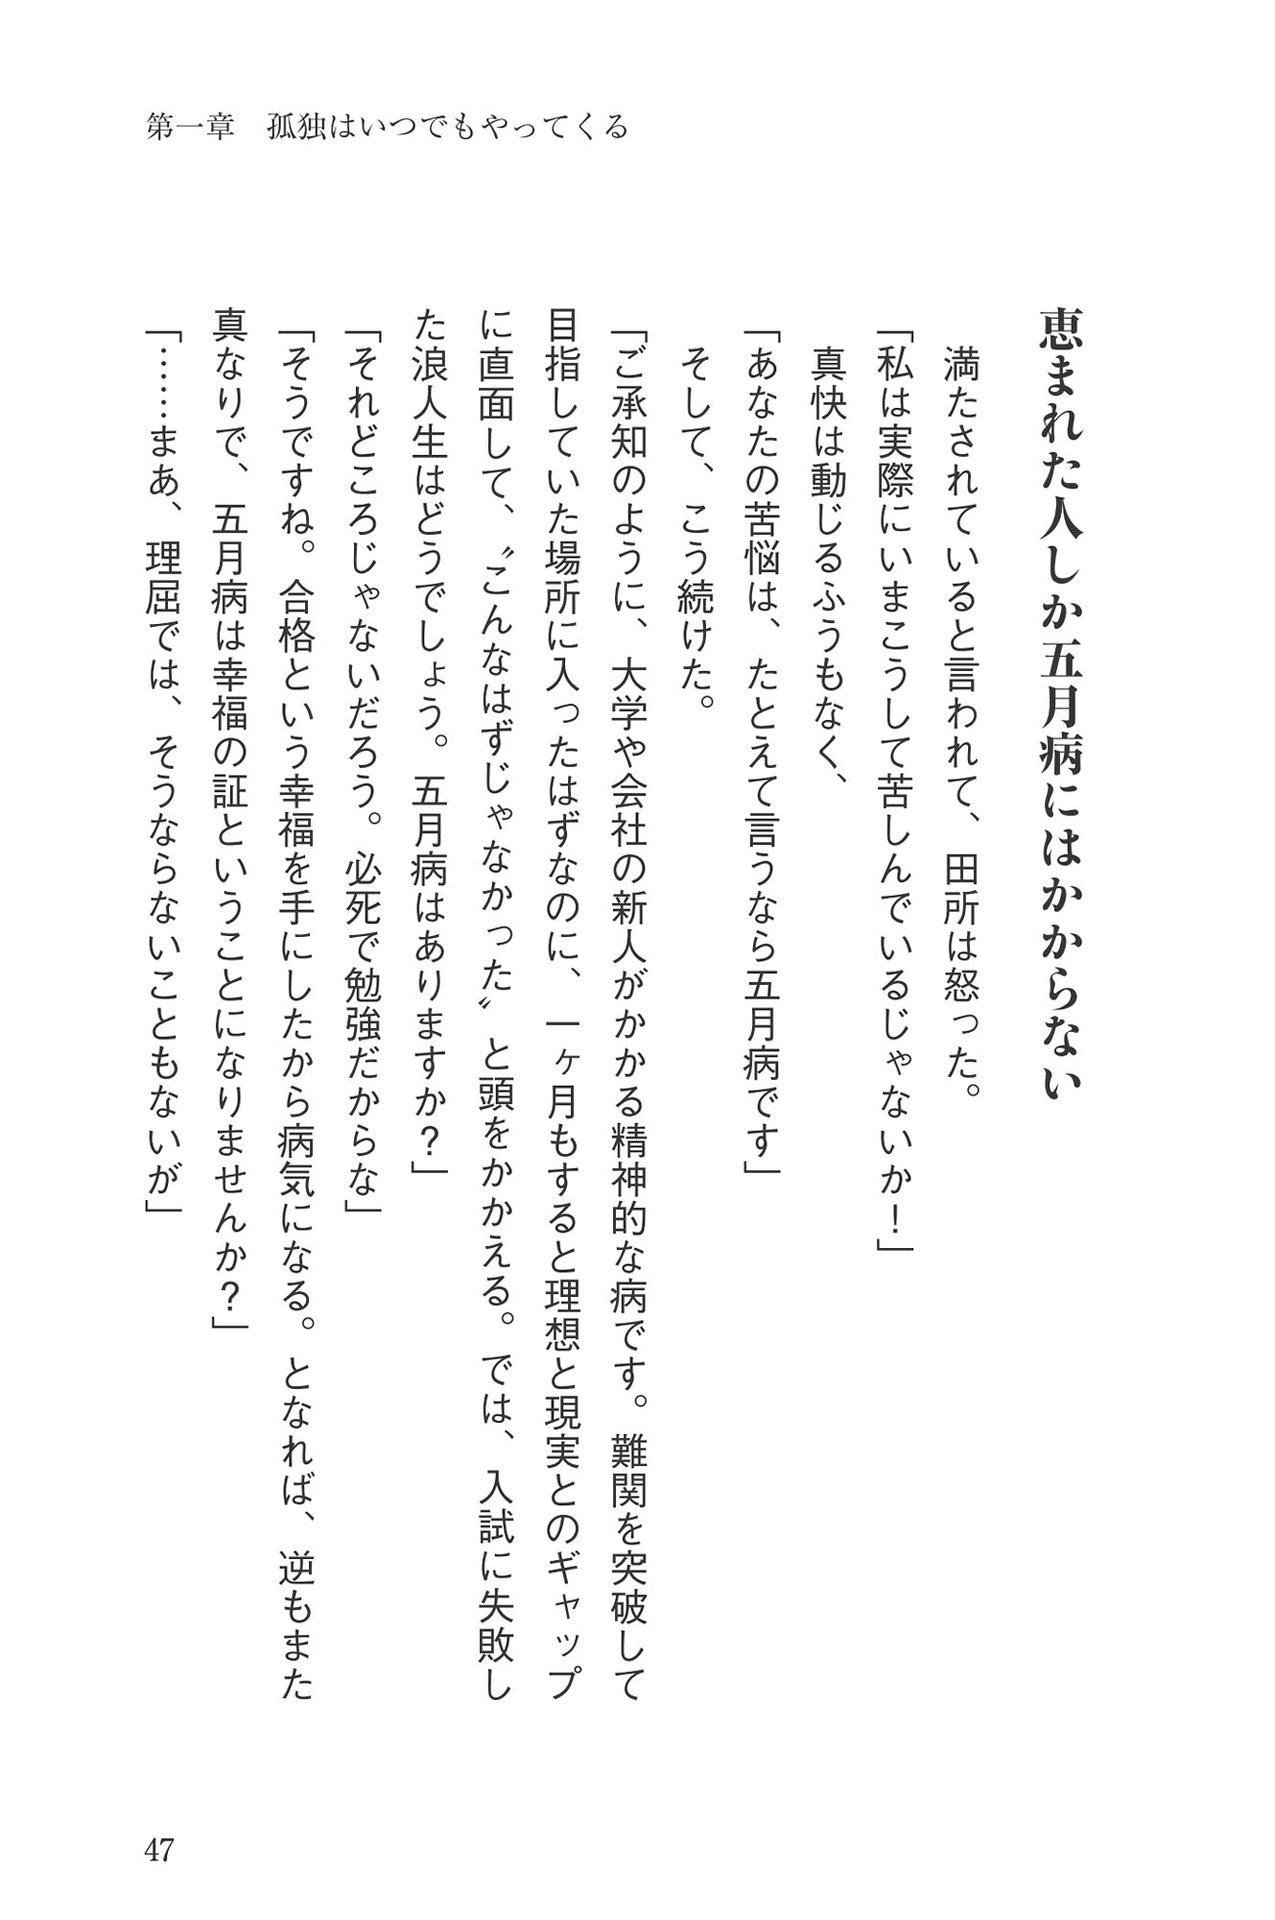 第一章　孤独はいつでもやってくる
恵まれた人しか五月病にはかからない
　満たされていると言われて、田所は怒った。
「私は実際にいまこうして苦しんでいるじゃないか！」
　真快は動じるふうもなく、
「あなたの苦悩は、たとえて言うなら五月病です」
　そして、こう続けた。
「ご承知のように、大学や会社の新人がかかる精神的な病です。難関を突破して
目指していた場所に入ったはずなのに、一ヶ月もすると理想と現実とのギャップ
に直面して、〝こんなはずじゃなかった〟と頭をかかえる。では、入試に失敗し
た浪人生はどうでしょう。五月病はありますか？」
「それどころじゃないだろう。必死で勉強だからな」
「そうですね。合格という幸福を手にしたから病気になる。となれば、逆もまた
真なりで、五月病は幸福の証ということになりませんか？」
「……まあ、理屈では、そうならないこともないが」
47